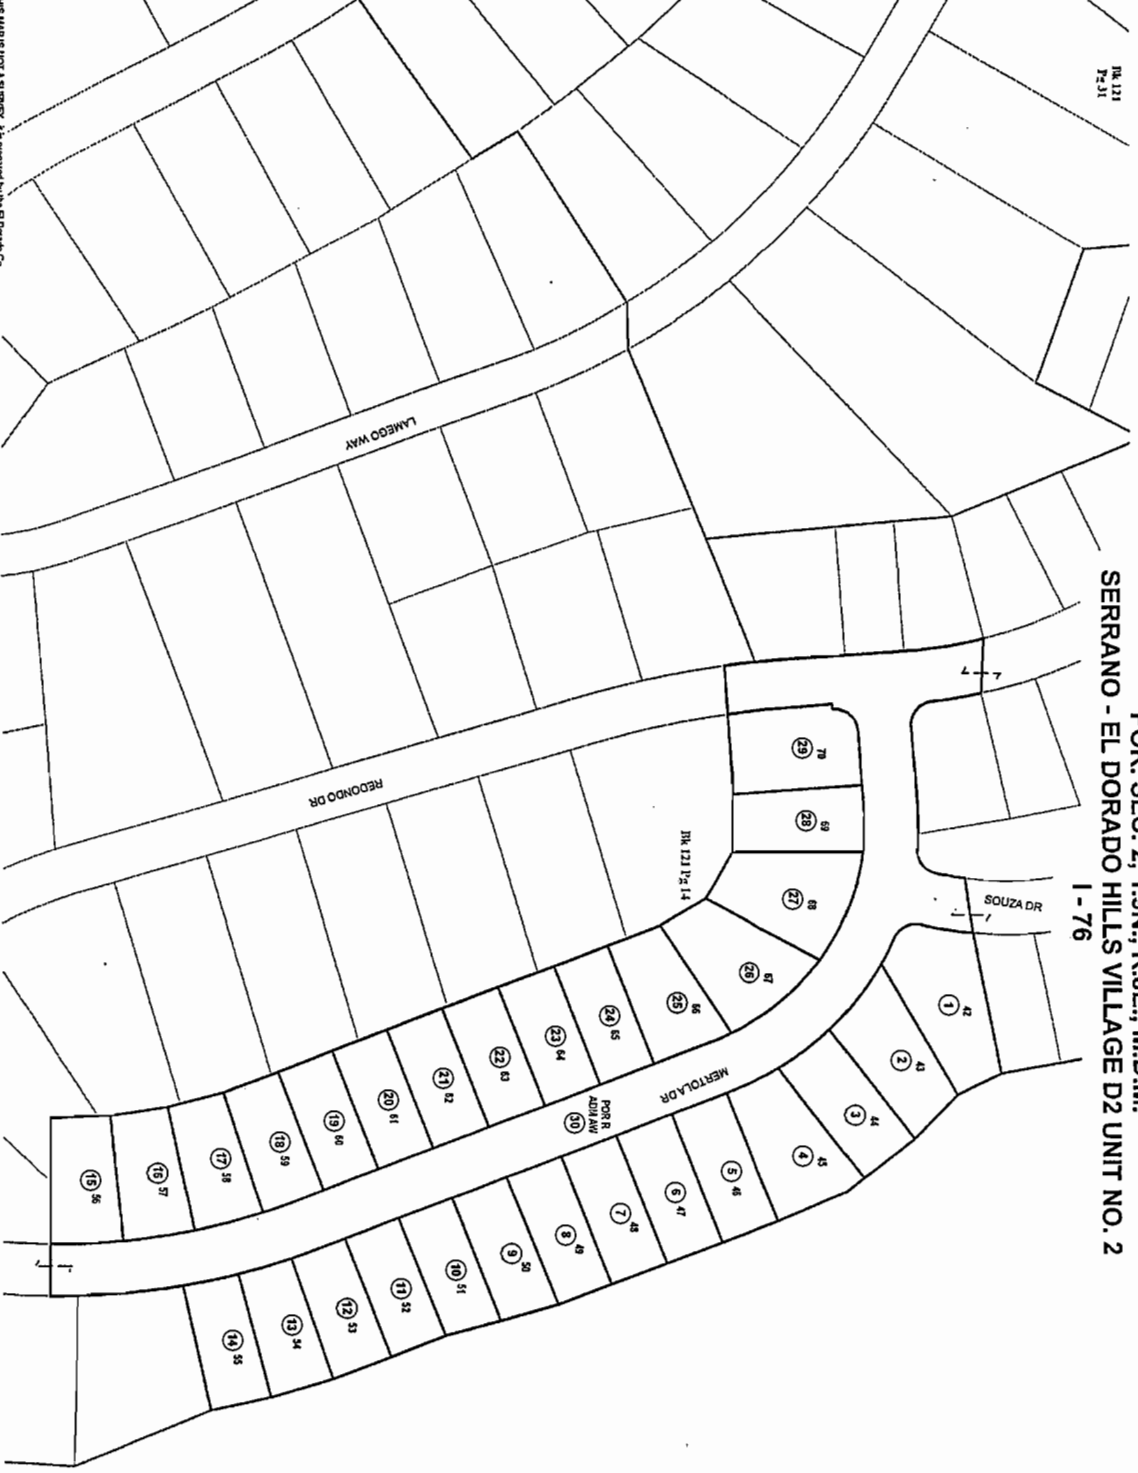 SERRANO - EL DORADO HILLS VILLAGE D2 UNIT NO. 2
I - 76
Bk 121
Pg 31
LAMEGO WAY
REDONDO DR
Bk 121 Pg 14
SOUZA DR
MERTOLA DR
POR R
ADM AW
30
1 42
2 43
3 44
4 45
5 46
6 47
7 48
8 49
9 50
10 51
11 52
12 53
13 54
14 55
15 56
16 57
17 58
18 59
19 60
20 61
21 62
22 63
23 64
24 65
25 66
26 67
27 68
28 69
29 70